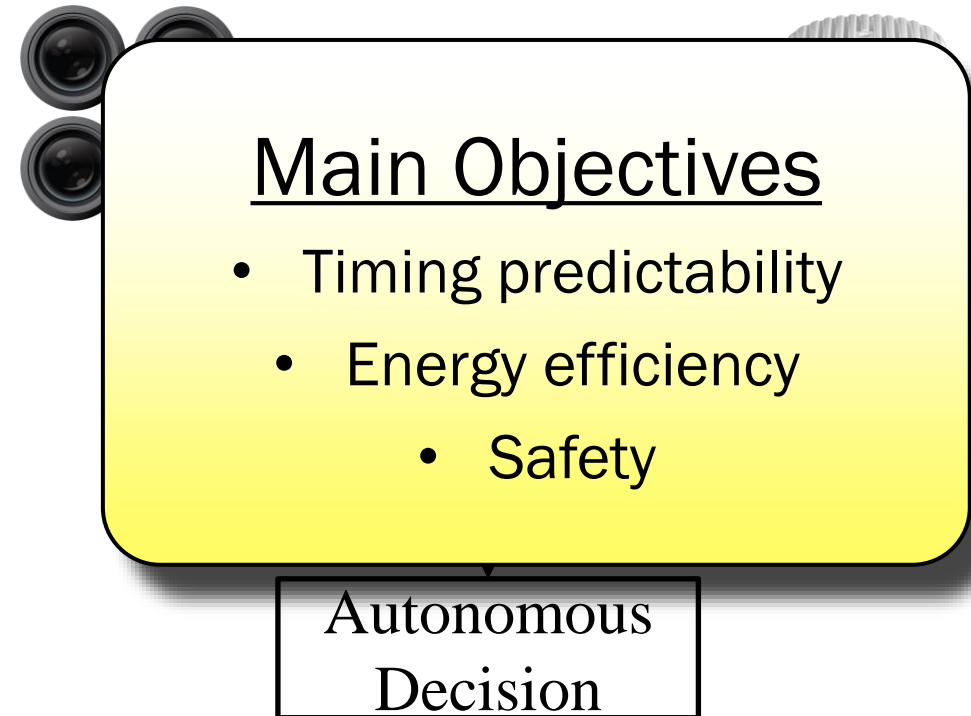 Main Objectives
• Timing predictability
• Energy efficiency
• Safety
Autonomous
Decision